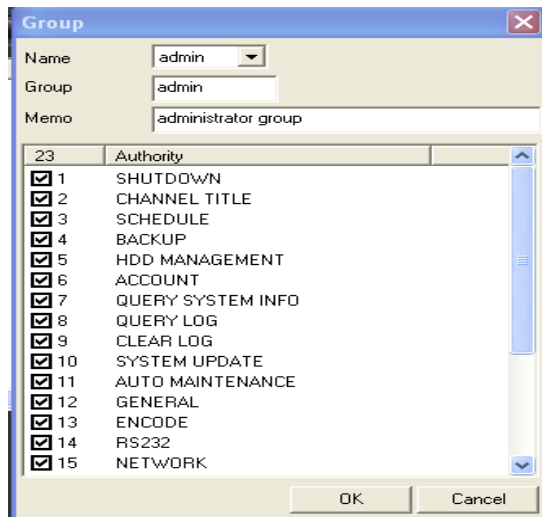 Group
Name admin
Group admin
Memo administrator group
23 Authority
1 SHUTDOWN
2 CHANNEL TITLE
3 SCHEDULE
4 BACKUP
5 HDD MANAGEMENT
6 ACCOUNT
7 QUERY SYSTEM INFO
8 QUERY LOG
9 CLEAR LOG
10 SYSTEM UPDATE
11 AUTO MAINTENANCE
12 GENERAL
13 ENCODE
14 RS232
15 NETWORK
OK Cancel